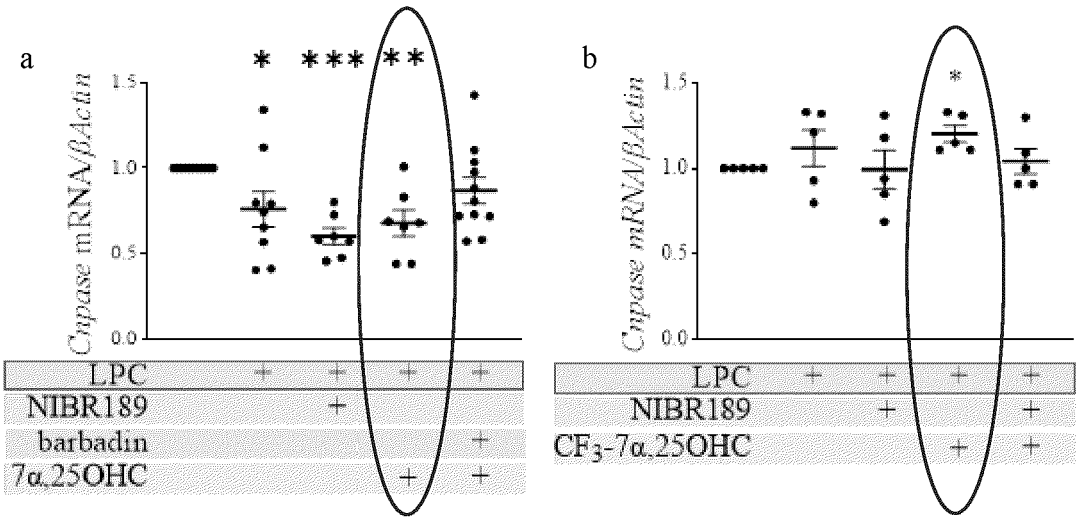 a
* *** **
Cnpase mRNA/βActin
1.5
1.0
0.5
0.0
LPC + + + +
NIBR189 +
barbadin +
7α,25OHC + +
b
*
Cnpase mRNA/βActin
1.5
1.0
0.5
0.0
LPC + + + +
NIBR189 + +
CF₃-7α,25OHC + +